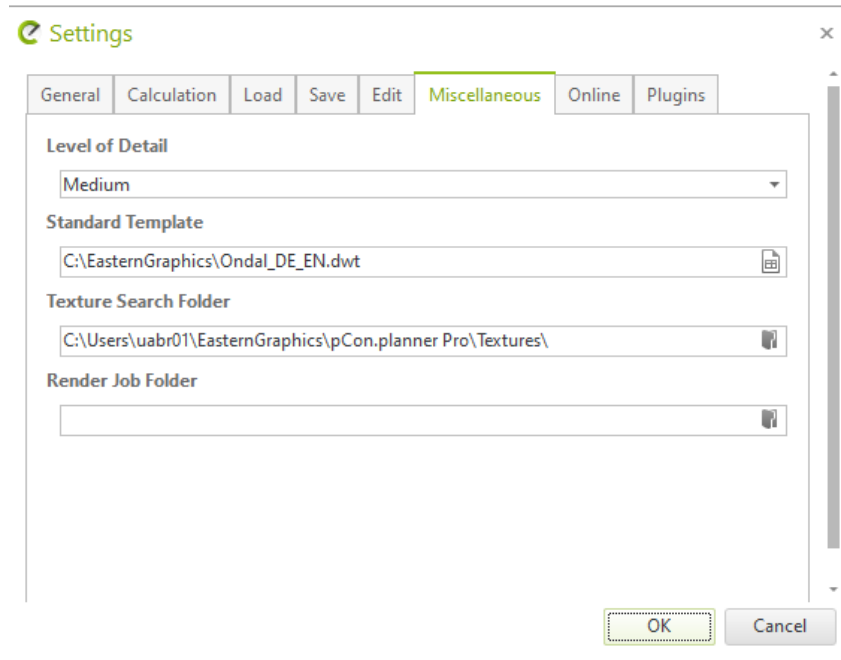 Settings
General Calculation Load Save Edit Miscellaneous Online Plugins
Level of Detail
Medium
Standard Template
C:\EasternGraphics\Ondal_DE_EN.dwt
Texture Search Folder
C:\Users\uabr01\EasternGraphics\pCon.planner Pro\Textures\
Render Job Folder
OK Cancel